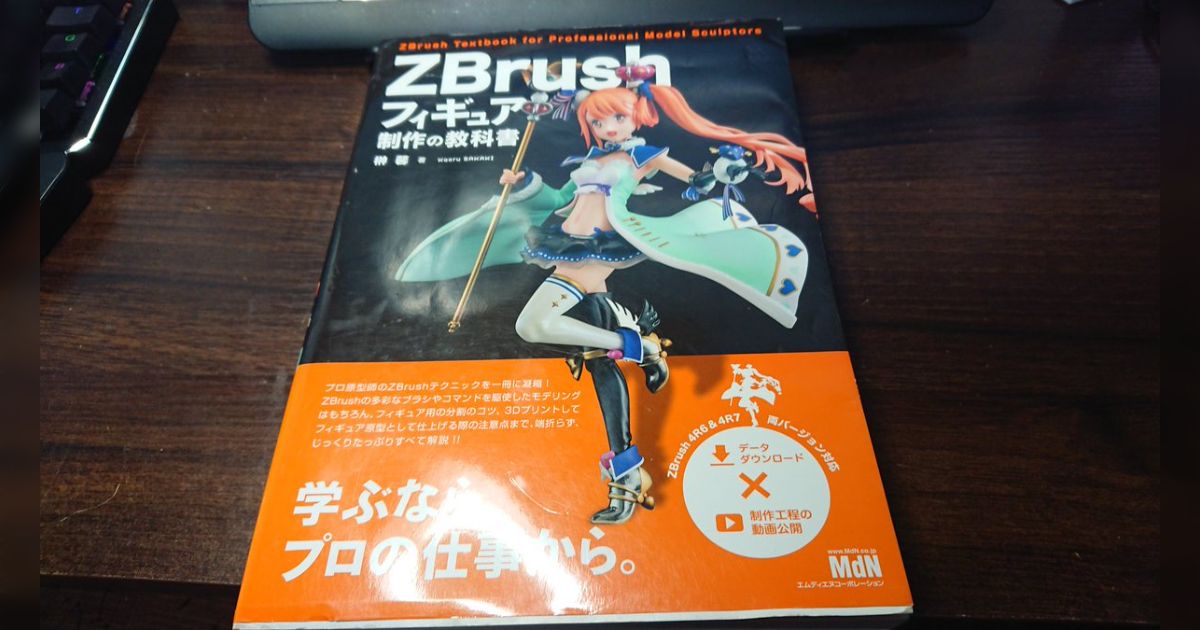 ZBrush Textbook for Professional Model Sculptors
ZBrush
フィギュア
制作の教科書
榊 馨 著 Kaoru SAKAKI
プロ原型師のZBrushテクニックを一冊に凝縮！
ZBrushの多彩なブラシやコマンドを駆使したモデリング
はもちろん、フィギュア用の分割のコツ、3Dプリントして
フィギュア原型として仕上げる際の注意点まで、端折らず、
じっくりたっぷりすべて解説！！
学ぶなら
プロの仕事から。
ZBrush 4R6 & 4R7 両バージョン対応
データ
ダウンロード
×
制作工程の
動画公開
www.MdN.co.jp
MdN
エムディエヌコーポレーション